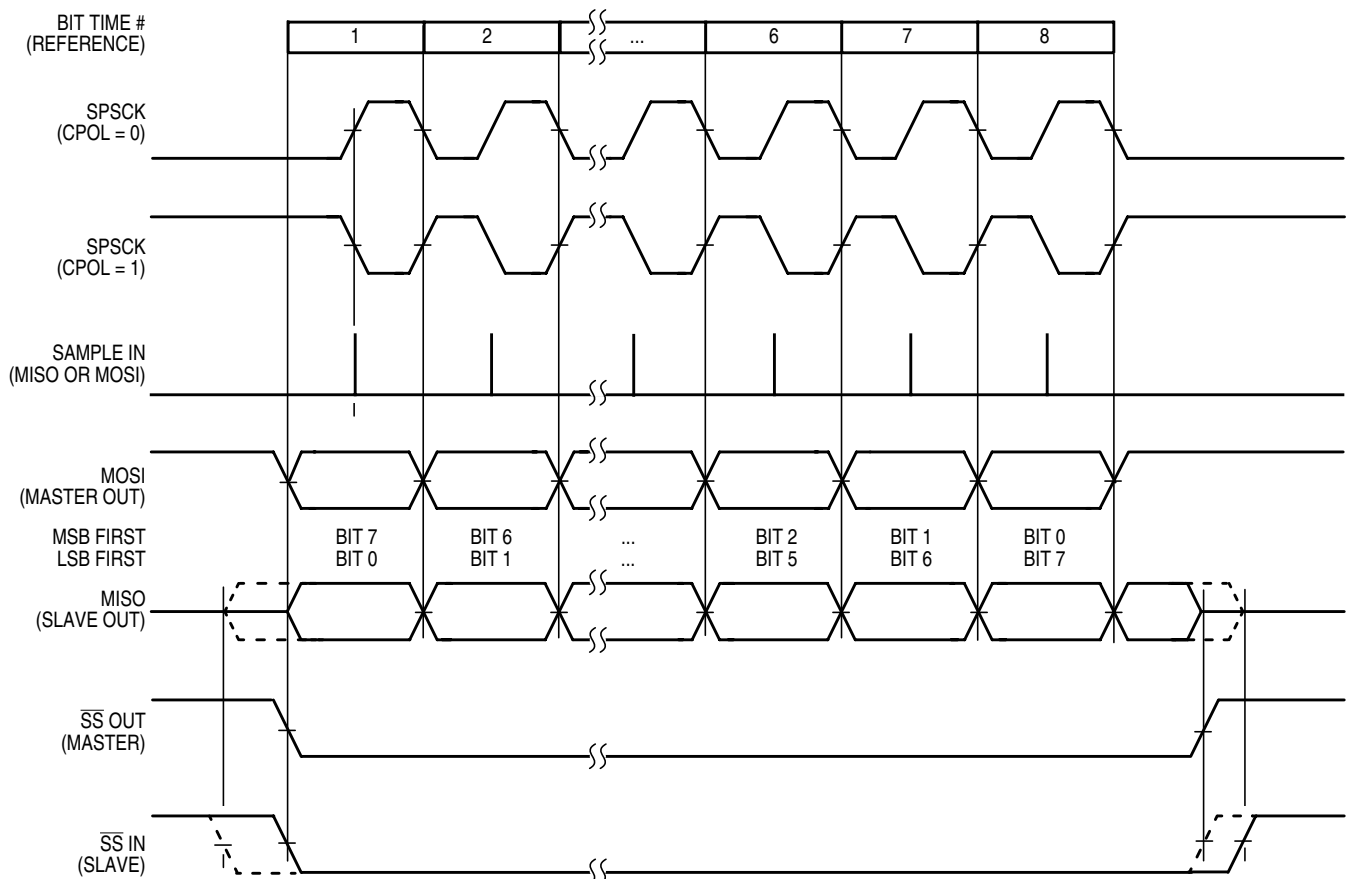 BIT TIME #
(REFERENCE)
1 2 ... 6 7 8
SPSCK
(CPOL = 0)
SPSCK
(CPOL = 1)
SAMPLE IN
(MISO OR MOSI)
MOSI
(MASTER OUT)
MSB FIRST BIT 7 BIT 6 ... BIT 2 BIT 1 BIT 0
LSB FIRST BIT 0 BIT 1 ... BIT 5 BIT 6 BIT 7
MISO
(SLAVE OUT)
S̅S̅ OUT
(MASTER)
S̅S̅ IN
(SLAVE)